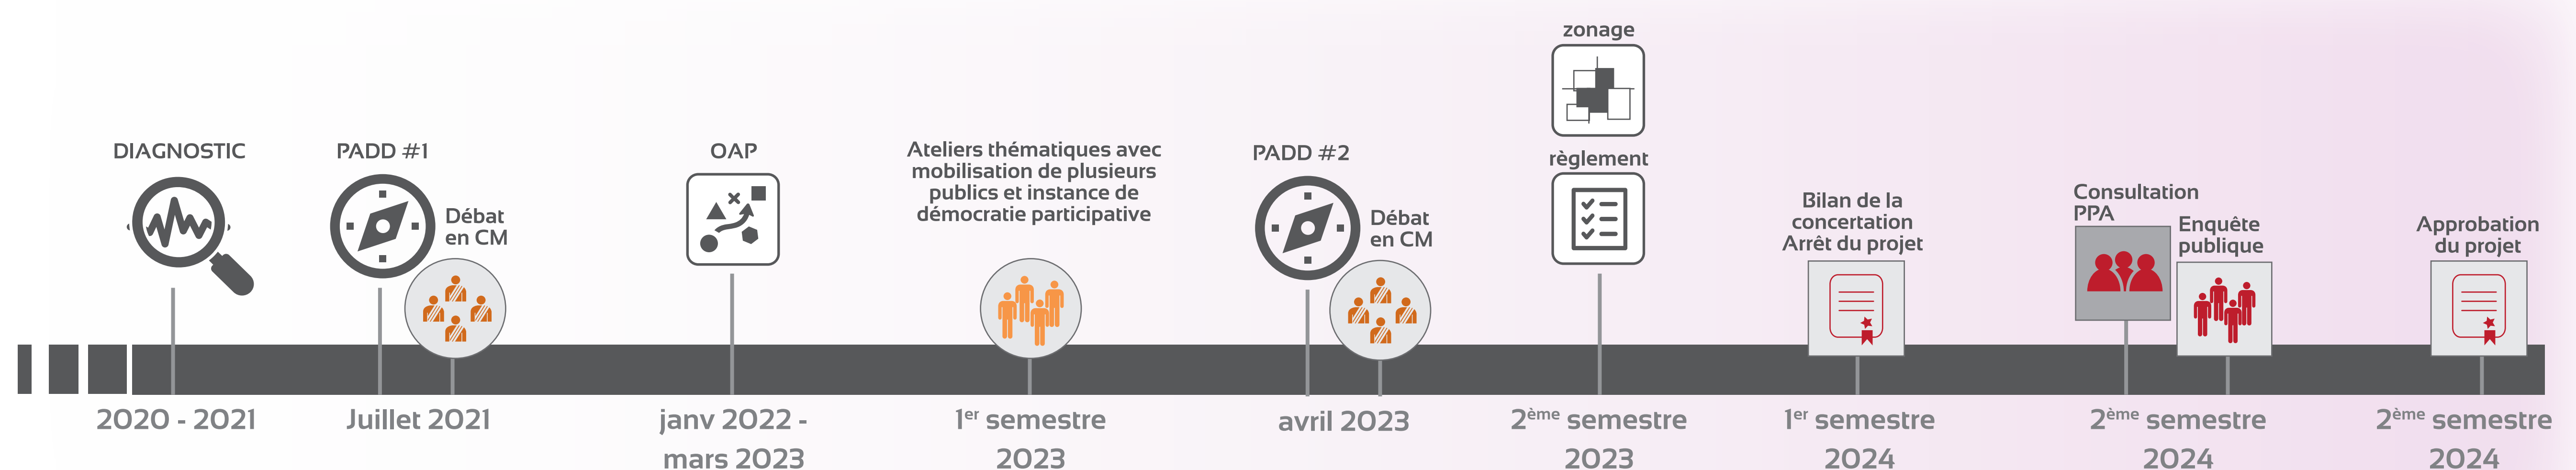 DIAGNOSTIC
2020 - 2021
PADD #1
Débat
en CM
Juillet 2021
OAP
janv 2022 -
mars 2023
Ateliers thématiques avec
mobilisation de plusieurs
publics et instance de
démocratie participative
1er semestre
2023
PADD #2
Débat
en CM
avril 2023
zonage
règlement
2ème semestre
2023
Bilan de la
concertation
Arrêt du projet
1er semestre
2024
Consultation
PPA
Enquête
publique
2ème semestre
2024
Approbation
du projet
2ème semestre
2024